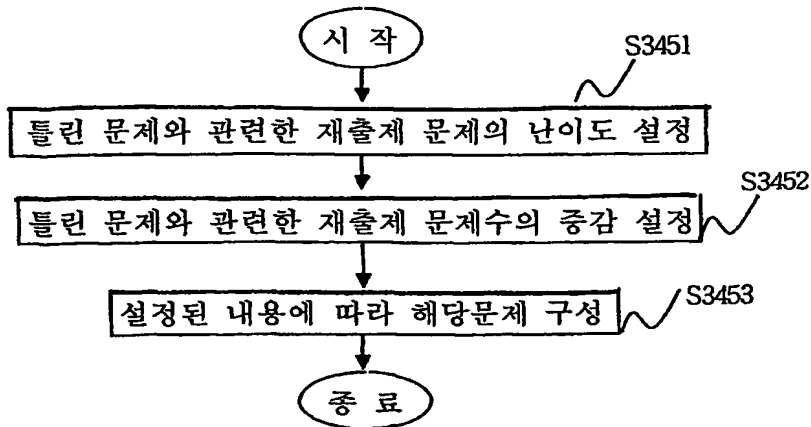 시 작
S3451
틀린 문제와 관련한 재출제 문제의 난이도 설정
S3452
틀린 문제와 관련한 재출제 문제수의 증감 설정
S3453
설정된 내용에 따라 해당문제 구성
종 료